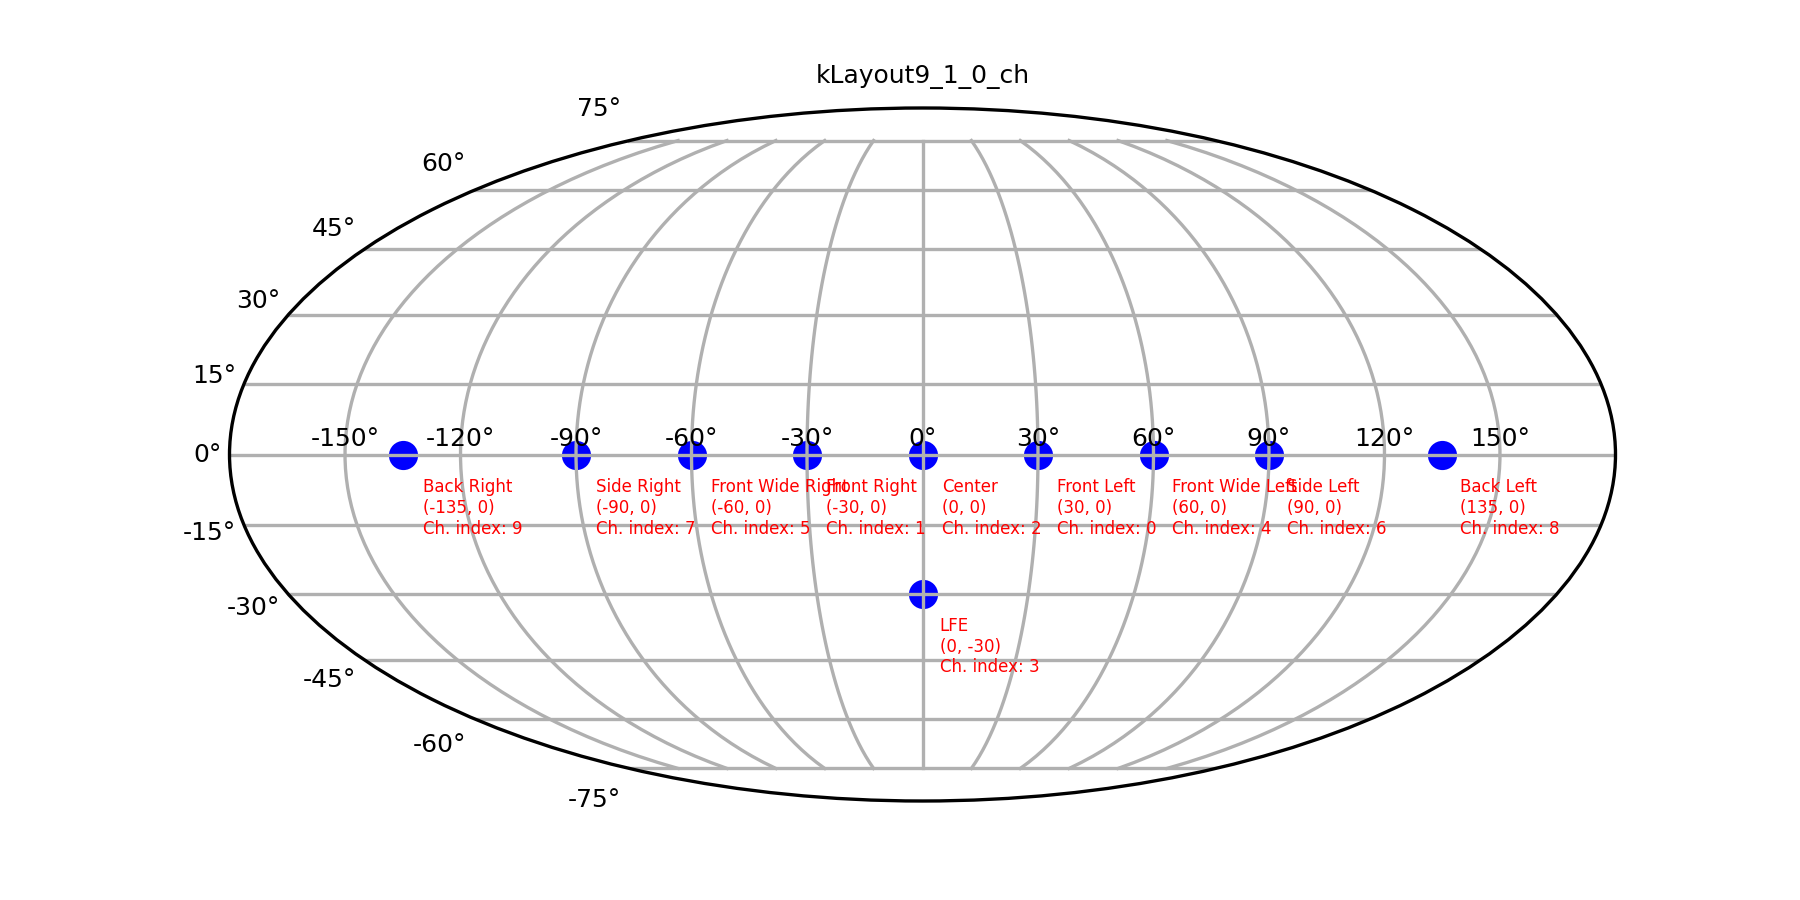 kLayout9_1_0_ch
75°
60°
45°
30°
15°
0°
-15°
-30°
-45°
-60°
-75°
-150° -120° -90° -60° -30° 0° 30° 60° 90° 120° 150°
Back Right
(-135, 0)
Ch. index: 9
Side Right
(-90, 0)
Ch. index: 7
Front Wide Right
(-60, 0)
Ch. index: 5
Front Right
(-30, 0)
Ch. index: 1
Center
(0, 0)
Ch. index: 2
Front Left
(30, 0)
Ch. index: 0
Front Wide Left
(60, 0)
Ch. index: 4
Side Left
(90, 0)
Ch. index: 6
Back Left
(135, 0)
Ch. index: 8
LFE
(0, -30)
Ch. index: 3